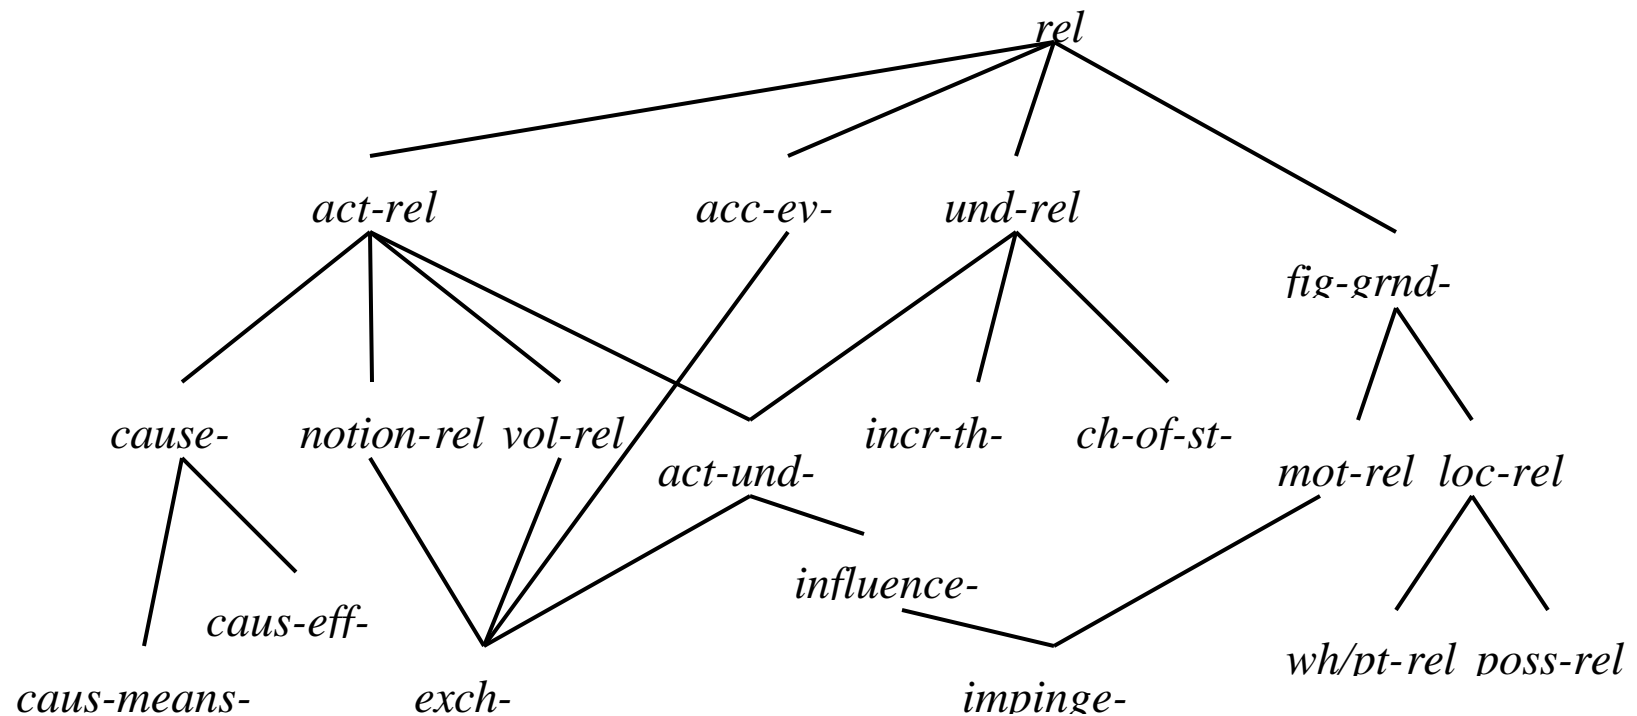 rel
act-rel acc-ev- und-rel
fig-grnd-
cause- notion-rel vol-rel incr-th- ch-of-st-
act-und- mot-rel loc-rel
influence-
caus-eff-
wh/pt-rel poss-rel
caus-means- exch- impinge-